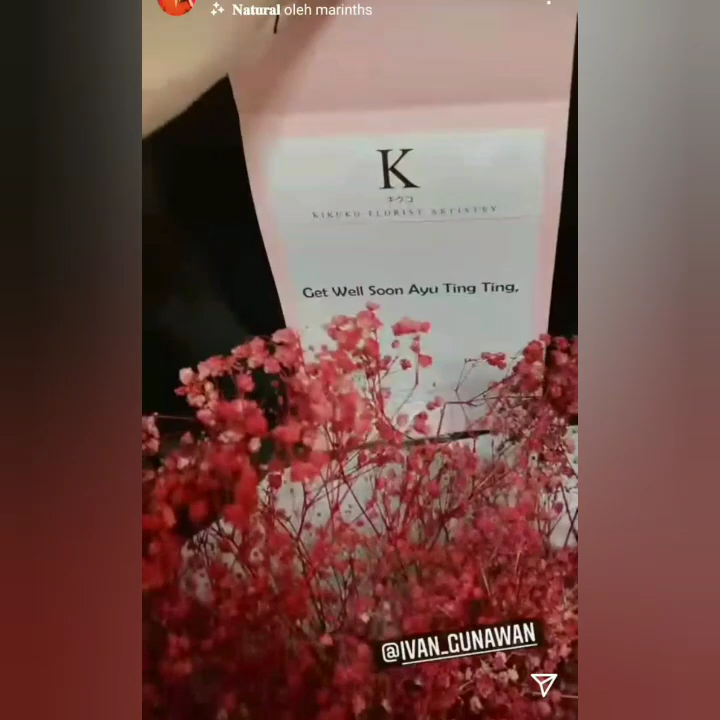 Natural oleh marinths
K
キクコ
KIKUKO FLORIST ARTISTRY
Get Well Soon Ayu Ting Ting,
@IVAN_GUNAWAN